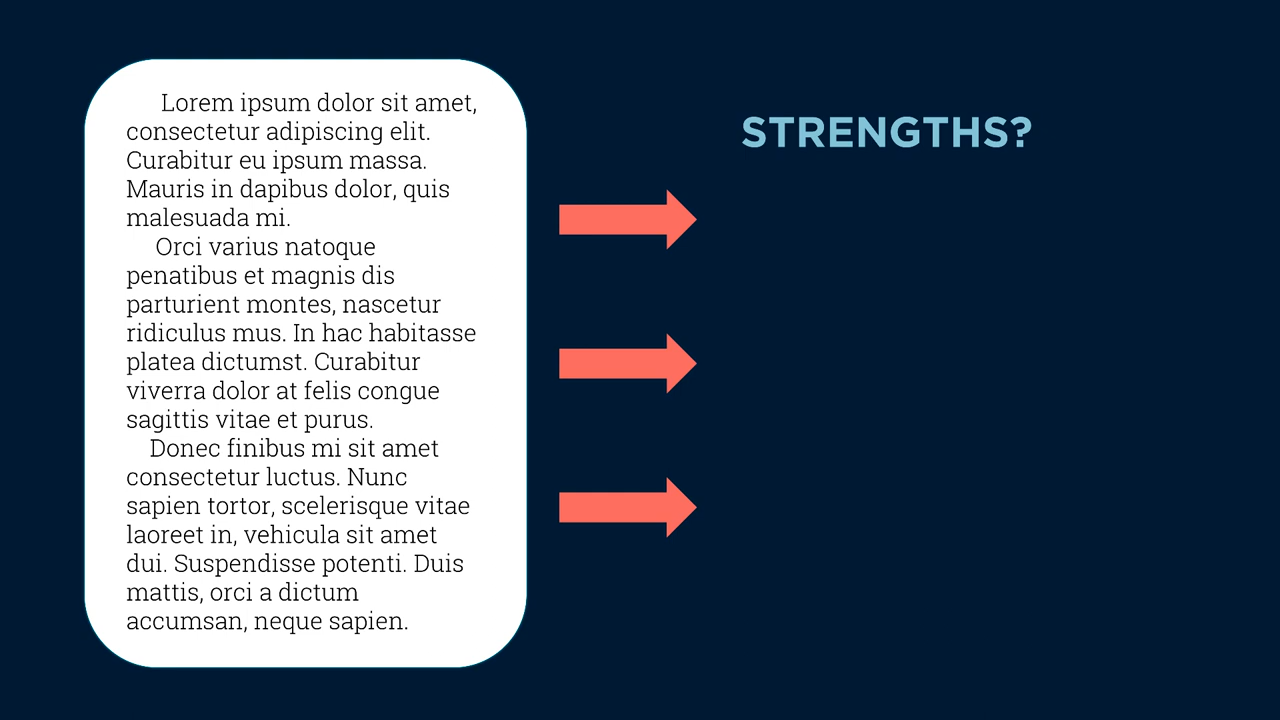 Lorem ipsum dolor sit amet,
consectetur adipiscing elit.
Curabitur eu ipsum massa.
Mauris in dapibus dolor, quis
malesuada mi.
Orci varius natoque
penatibus et magnis dis
parturient montes, nascetur
ridiculus mus. In hac habitasse
platea dictumst. Curabitur
viverra dolor at felis congue
sagittis vitae et purus.
Donec finibus mi sit amet
consectetur luctus. Nunc
sapien tortor, scelerisque vitae
laoreet in, vehicula sit amet
dui. Suspendisse potenti. Duis
mattis, orci a dictum
accumsan, neque sapien.
STRENGTHS?